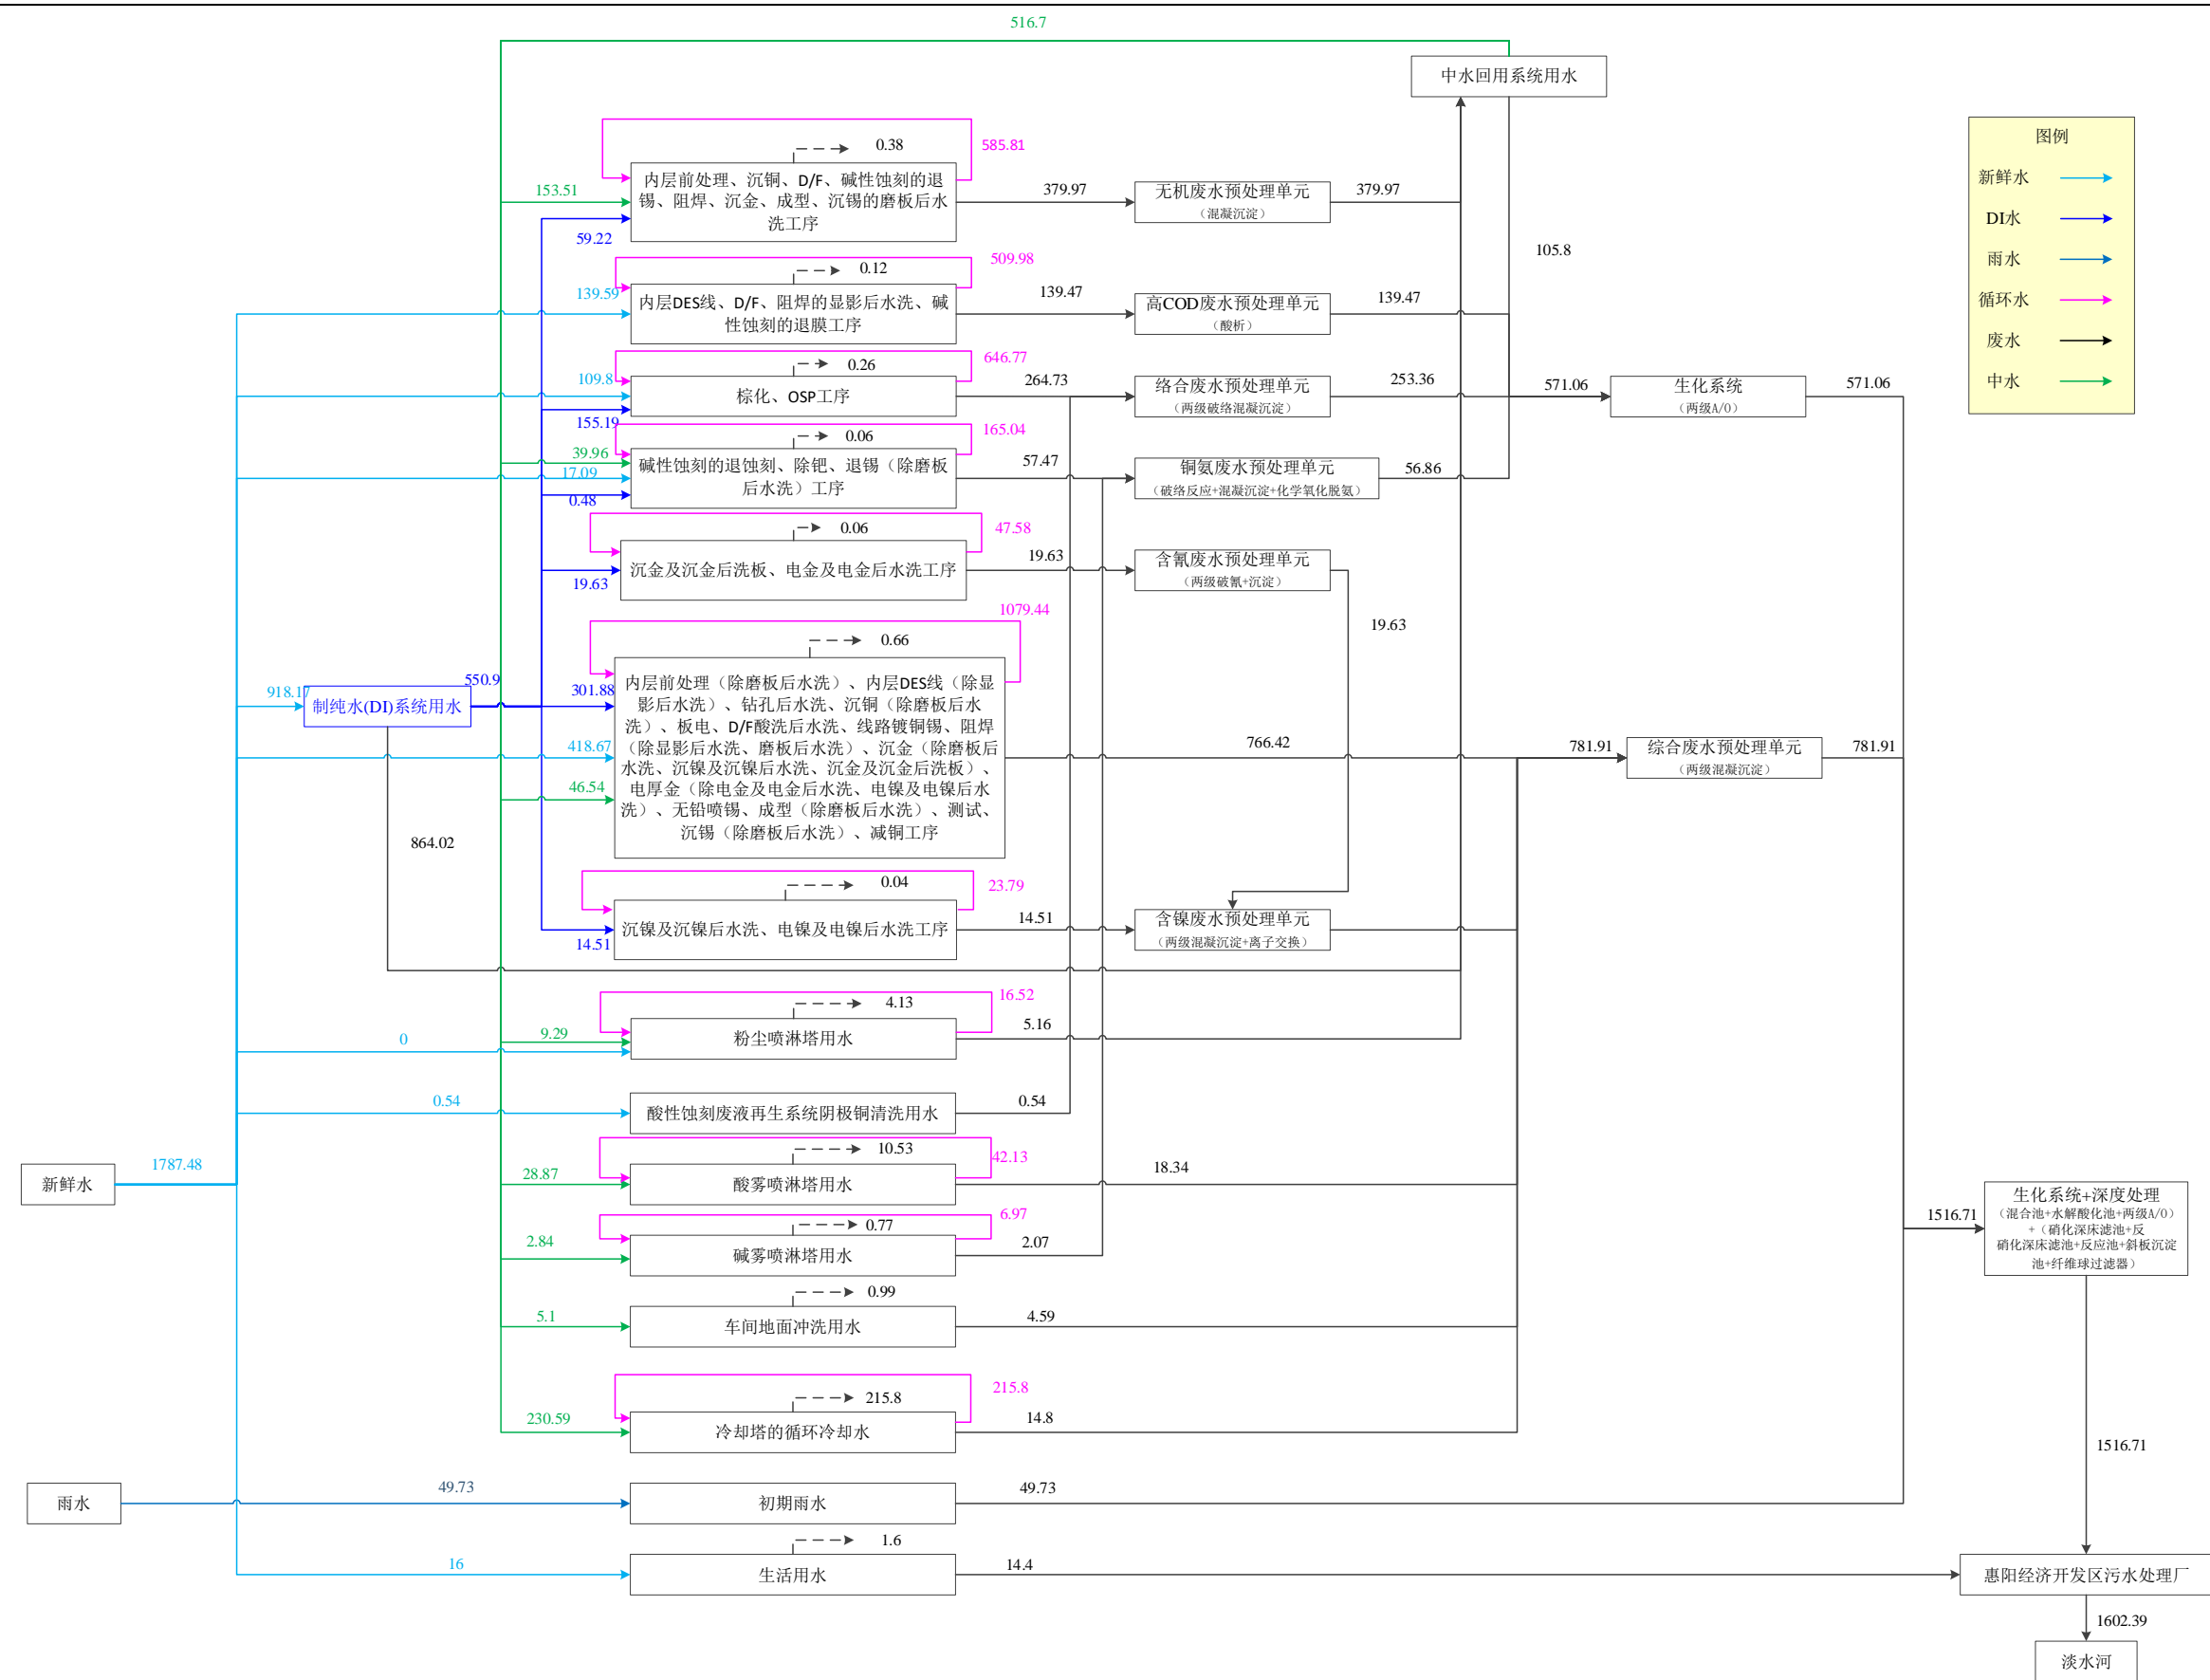 516.7
中水回用系统用水
图例
新鲜水
DI水
雨水
循环水
废水
中水
0.38
585.81
153.51
59.22
内层前处理、沉铜、D/F、碱性蚀刻的退
锡、阻焊、沉金、成型、沉锡的磨板后水
洗工序
379.97
无机废水预处理单元
（混凝沉淀）
379.97
105.8
0.12
509.98
139.59
内层DES线、D/F、阻焊的显影后水洗、碱
性蚀刻的退膜工序
139.47
高COD废水预处理单元
（酸析）
139.47
0.26
646.77
109.8
155.19
棕化、OSP工序
264.73
络合废水预处理单元
（两级破络混凝沉淀）
253.36
571.06
生化系统
（两级A/O）
571.06
0.06
165.04
39.96
17.09
0.48
碱性蚀刻的退蚀刻、除钯、退锡（除磨板
后水洗）工序
57.47
铜氨废水预处理单元
（破络反应+混凝沉淀+化学氧化脱氨）
56.86
0.06
47.58
19.63
沉金及沉金后洗板、电金及电金后水洗工序
19.63
含氰废水预处理单元
（两级破氰+沉淀）
19.63
0.66
1079.44
918.17
制纯水(DI)系统用水
550.9
301.88
418.67
46.54
864.02
内层前处理（除磨板后水洗）、内层DES线（除显
影后水洗）、钻孔后水洗、沉铜（除磨板后水
洗）、板电、D/F酸洗后水洗、线路镀铜锡、阻焊
（除显影后水洗、磨板后水洗）、沉金（除磨板后
水洗、沉镍及沉镍后水洗、沉金及沉金后洗板）、
电厚金（除电金及电金后水洗、电镍及电镍后水
洗）、无铅喷锡、成型（除磨板后水洗）、测试、
沉锡（除磨板后水洗）、减铜工序
766.42
781.91
综合废水预处理单元
（两级混凝沉淀）
781.91
0.04
23.79
14.51
沉镍及沉镍后水洗、电镍及电镍后水洗工序
14.51
含镍废水预处理单元
（两级混凝沉淀+离子交换）
4.13
16.52
9.29
0
粉尘喷淋塔用水
5.16
0.54
酸性蚀刻废液再生系统阴极铜清洗用水
0.54
新鲜水
1787.48
10.53
42.13
28.87
酸雾喷淋塔用水
18.34
0.77
6.97
2.84
碱雾喷淋塔用水
2.07
1516.71
生化系统+深度处理
（混合池+水解酸化池+两级A/O）
+（硝化深床滤池+反
硝化深床滤池+反应池+斜板沉淀
池+纤维球过滤器）
0.99
5.1
车间地面冲洗用水
4.59
215.8
215.8
230.59
冷却塔的循环冷却水
14.8
1516.71
雨水
49.73
初期雨水
49.73
1.6
16
生活用水
14.4
惠阳经济开发区污水处理厂
1602.39
淡水河